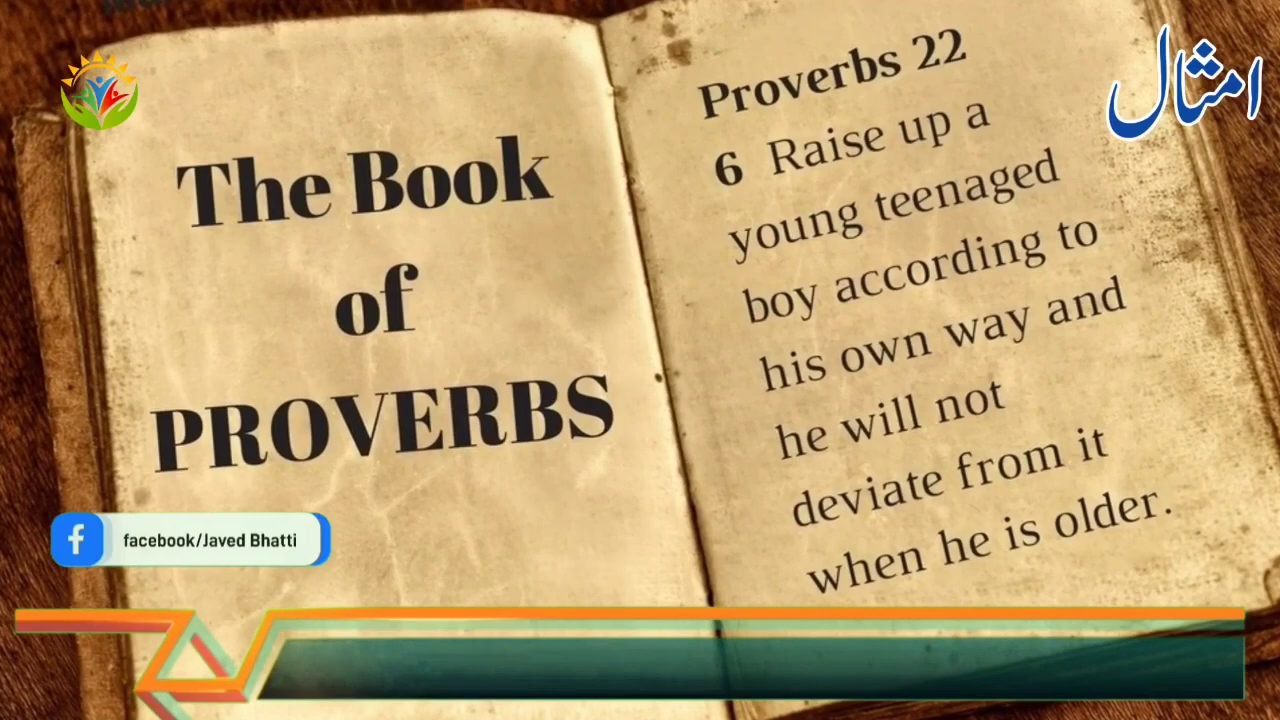 امثال
The Book
of
PROVERBS
Proverbs 22
6 Raise up a
young teenaged
boy according to
his own way and
he will not
deviate from it
when he is older.
facebook/Javed Bhatti